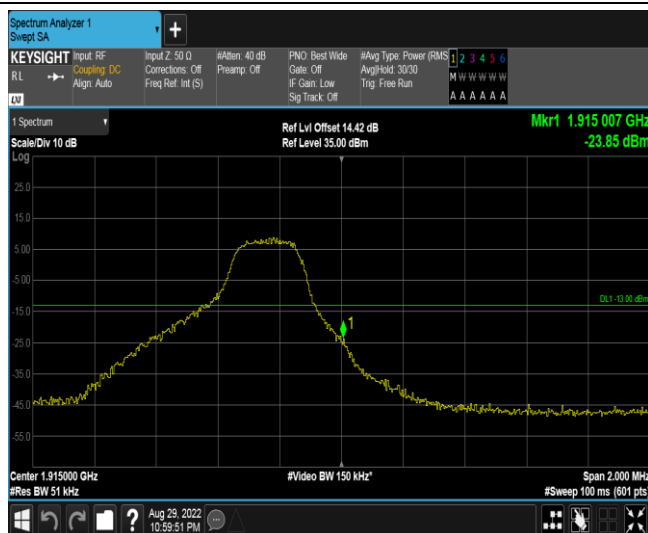 Spectrum Analyzer 1
Swept SA
+
KEYSIGHT
RL
LXI
Input: RF
Coupling: DC
Align: Auto
Input Z: 50 Ω
Corrections: Off
Freq Ref: Int (S)
#Atten: 40 dB
Preamp: Off
PNO: Best Wide
Gate: Off
IF Gain: Low
Sig Track: Off
#Avg Type: Power (RMS
Avg|Hold: 30/30
Trig: Free Run
1 2 3 4 5 6
M W W W W W
A A A A A A
1 Spectrum
Scale/Div 10 dB
Log
Ref Lvl Offset 14.42 dB
Ref Level 35.00 dBm
Mkr1 1.915 007 GHz
-23.85 dBm
25.0
15.0
5.00
-5.00
-15.0
-25.0
-35.0
-45.0
-55.0
DL1 -13.00 dBm
1
Center 1.915000 GHz
#Res BW 51 kHz
#Video BW 150 kHz*
Span 2.000 MHz
#Sweep 100 ms (601 pts)
?
Aug 29, 2022
10:59:51 PM